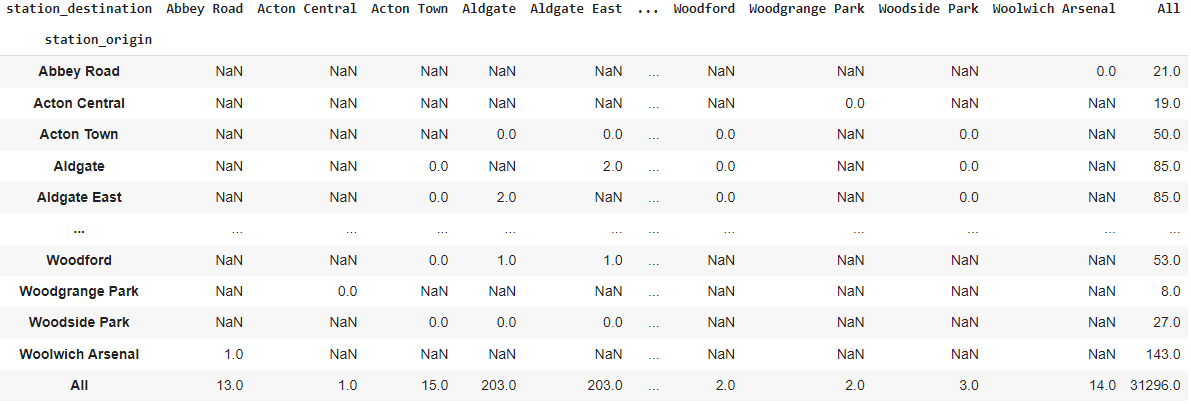 station_destination Abbey Road Acton Central Acton Town Aldgate Aldgate East ... Woodford Woodgrange Park Woodside Park Woolwich Arsenal All
station_origin
Abbey Road NaN NaN NaN NaN NaN ... NaN NaN NaN 0.0 21.0
Acton Central NaN NaN NaN NaN NaN ... NaN 0.0 NaN NaN 19.0
Acton Town NaN NaN NaN 0.0 0.0 ... 0.0 NaN 0.0 NaN 50.0
Aldgate NaN NaN 0.0 NaN 2.0 ... 0.0 NaN 0.0 NaN 85.0
Aldgate East NaN NaN 0.0 2.0 NaN ... 0.0 NaN 0.0 NaN 85.0
... ... ... ... ... ... ... ... ... ... ... ...
Woodford NaN NaN 0.0 1.0 1.0 ... NaN NaN NaN NaN 53.0
Woodgrange Park NaN 0.0 NaN NaN NaN ... NaN NaN NaN NaN 8.0
Woodside Park NaN NaN 0.0 0.0 0.0 ... NaN NaN NaN NaN 27.0
Woolwich Arsenal 1.0 NaN NaN NaN NaN ... NaN NaN NaN NaN 143.0
All 13.0 1.0 15.0 203.0 203.0 ... 2.0 2.0 3.0 14.0 31296.0